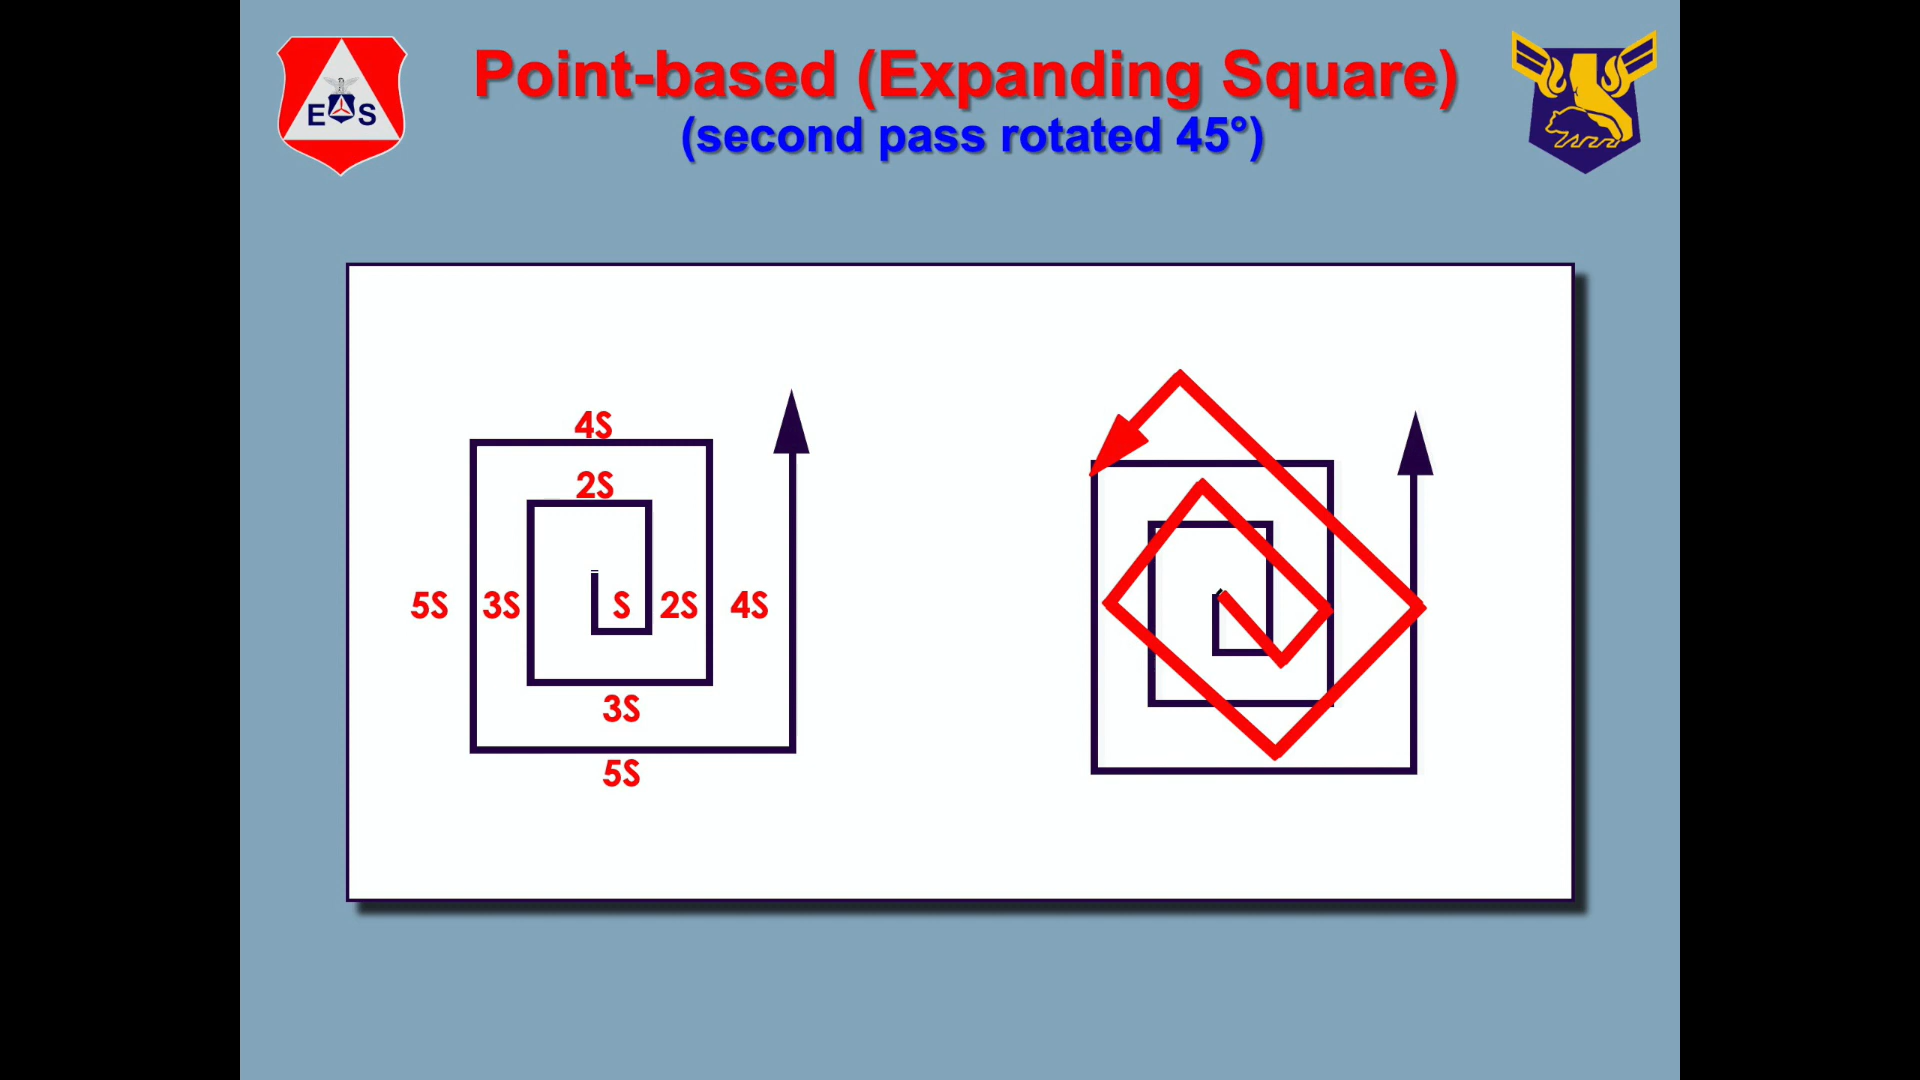 Point-based (Expanding Square)
(second pass rotated 45°)
E S
4S
2S
5S 3S S 2S 4S
3S
5S